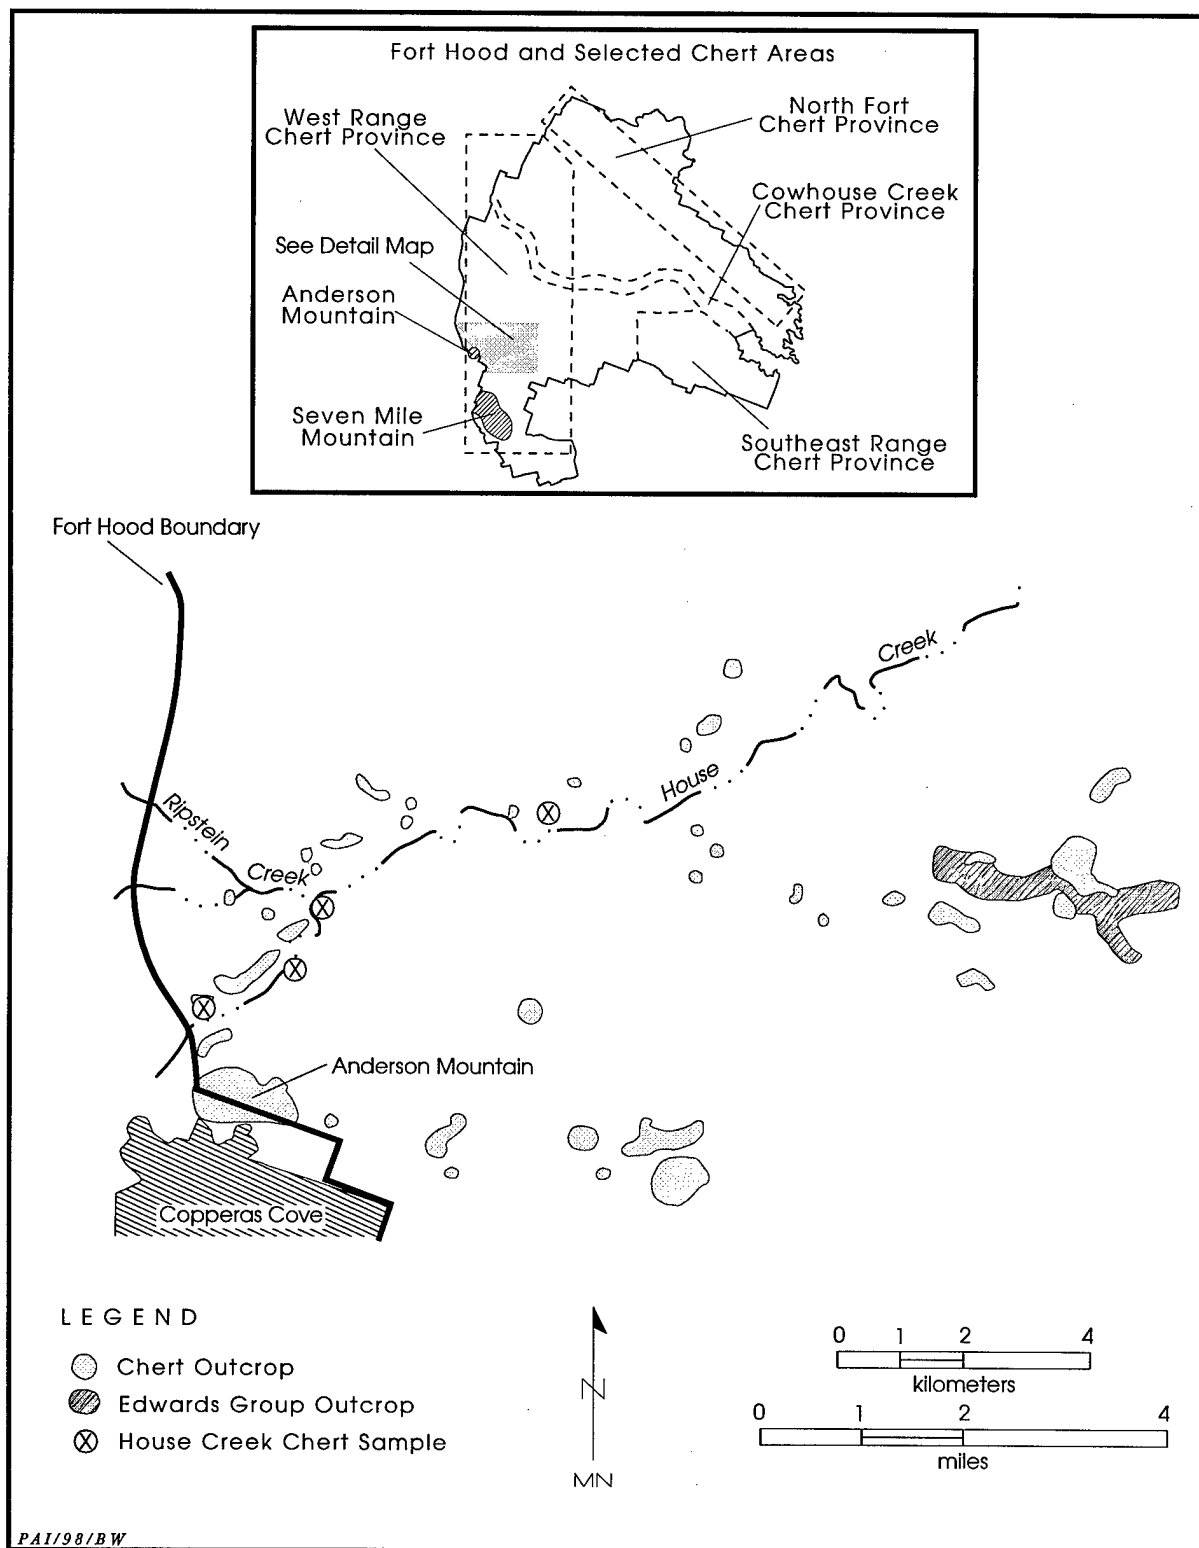 Fort Hood and Selected Chert Areas
West Range
Chert Province
North Fort
Chert Province
Cowhouse Creek
Chert Province
See Detail Map
Anderson
Mountain
Seven Mile
Mountain
Southeast Range
Chert Province
Fort Hood Boundary
Creek
House
Ripstein
Creek
X
X
X
X
Anderson Mountain
Copperas Cove
LEGEND
Chert Outcrop
Edwards Group Outcrop
X House Creek Chert Sample
N
MN
0 1 2 4
kilometers
0 1 2 4
miles
PAI/98/BW